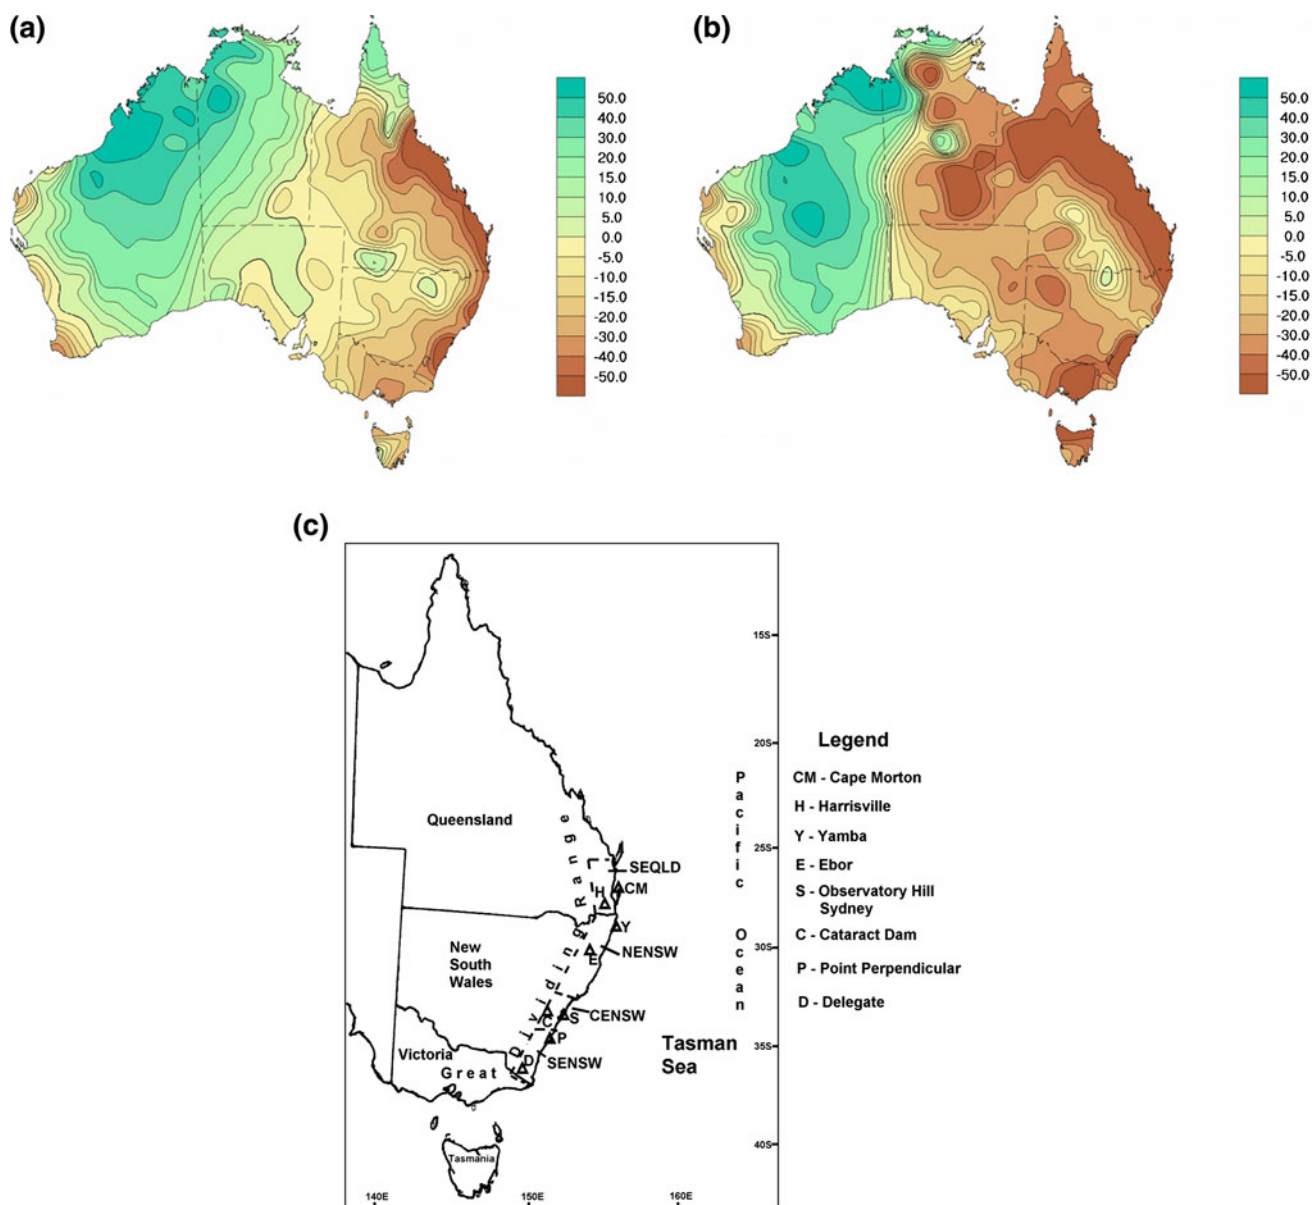 (a)
50.0
40.0
30.0
20.0
15.0
10.0
5.0
0.0
-5.0
-10.0
-15.0
-20.0
-30.0
-40.0
-50.0
(b)
50.0
40.0
30.0
20.0
15.0
10.0
5.0
0.0
-5.0
-10.0
-15.0
-20.0
-30.0
-40.0
-50.0
(c)
15S
20S
25S
30S
35S
40S
140E
150E
160E
Queensland
New
South
Wales
Victoria
Tasmania
Great
Dividing
Range
SEQLD
CM
H
Y
NENSW
E
CENSW
S
C
P
SENSW
D
Pacific
Ocean
Tasman
Sea
Legend
CM - Cape Morton
H - Harrisville
Y - Yamba
E - Ebor
S - Observatory Hill
Sydney
C - Cataract Dam
P - Point Perpendicular
D - Delegate